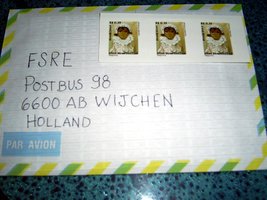 FSRE
POSTBUS 98
6600 AB WIJCHEN
HOLLAND
PAR AVION